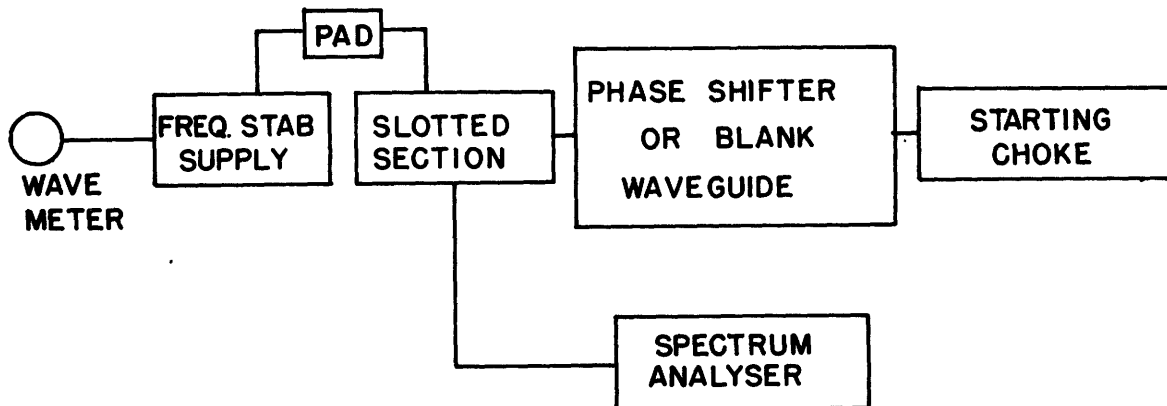 PAD
FREQ. STAB
SUPPLY
SLOTTED
SECTION
PHASE SHIFTER
OR BLANK
WAVEGUIDE
STARTING
CHOKE
WAVE
METER
SPECTRUM
ANALYSER